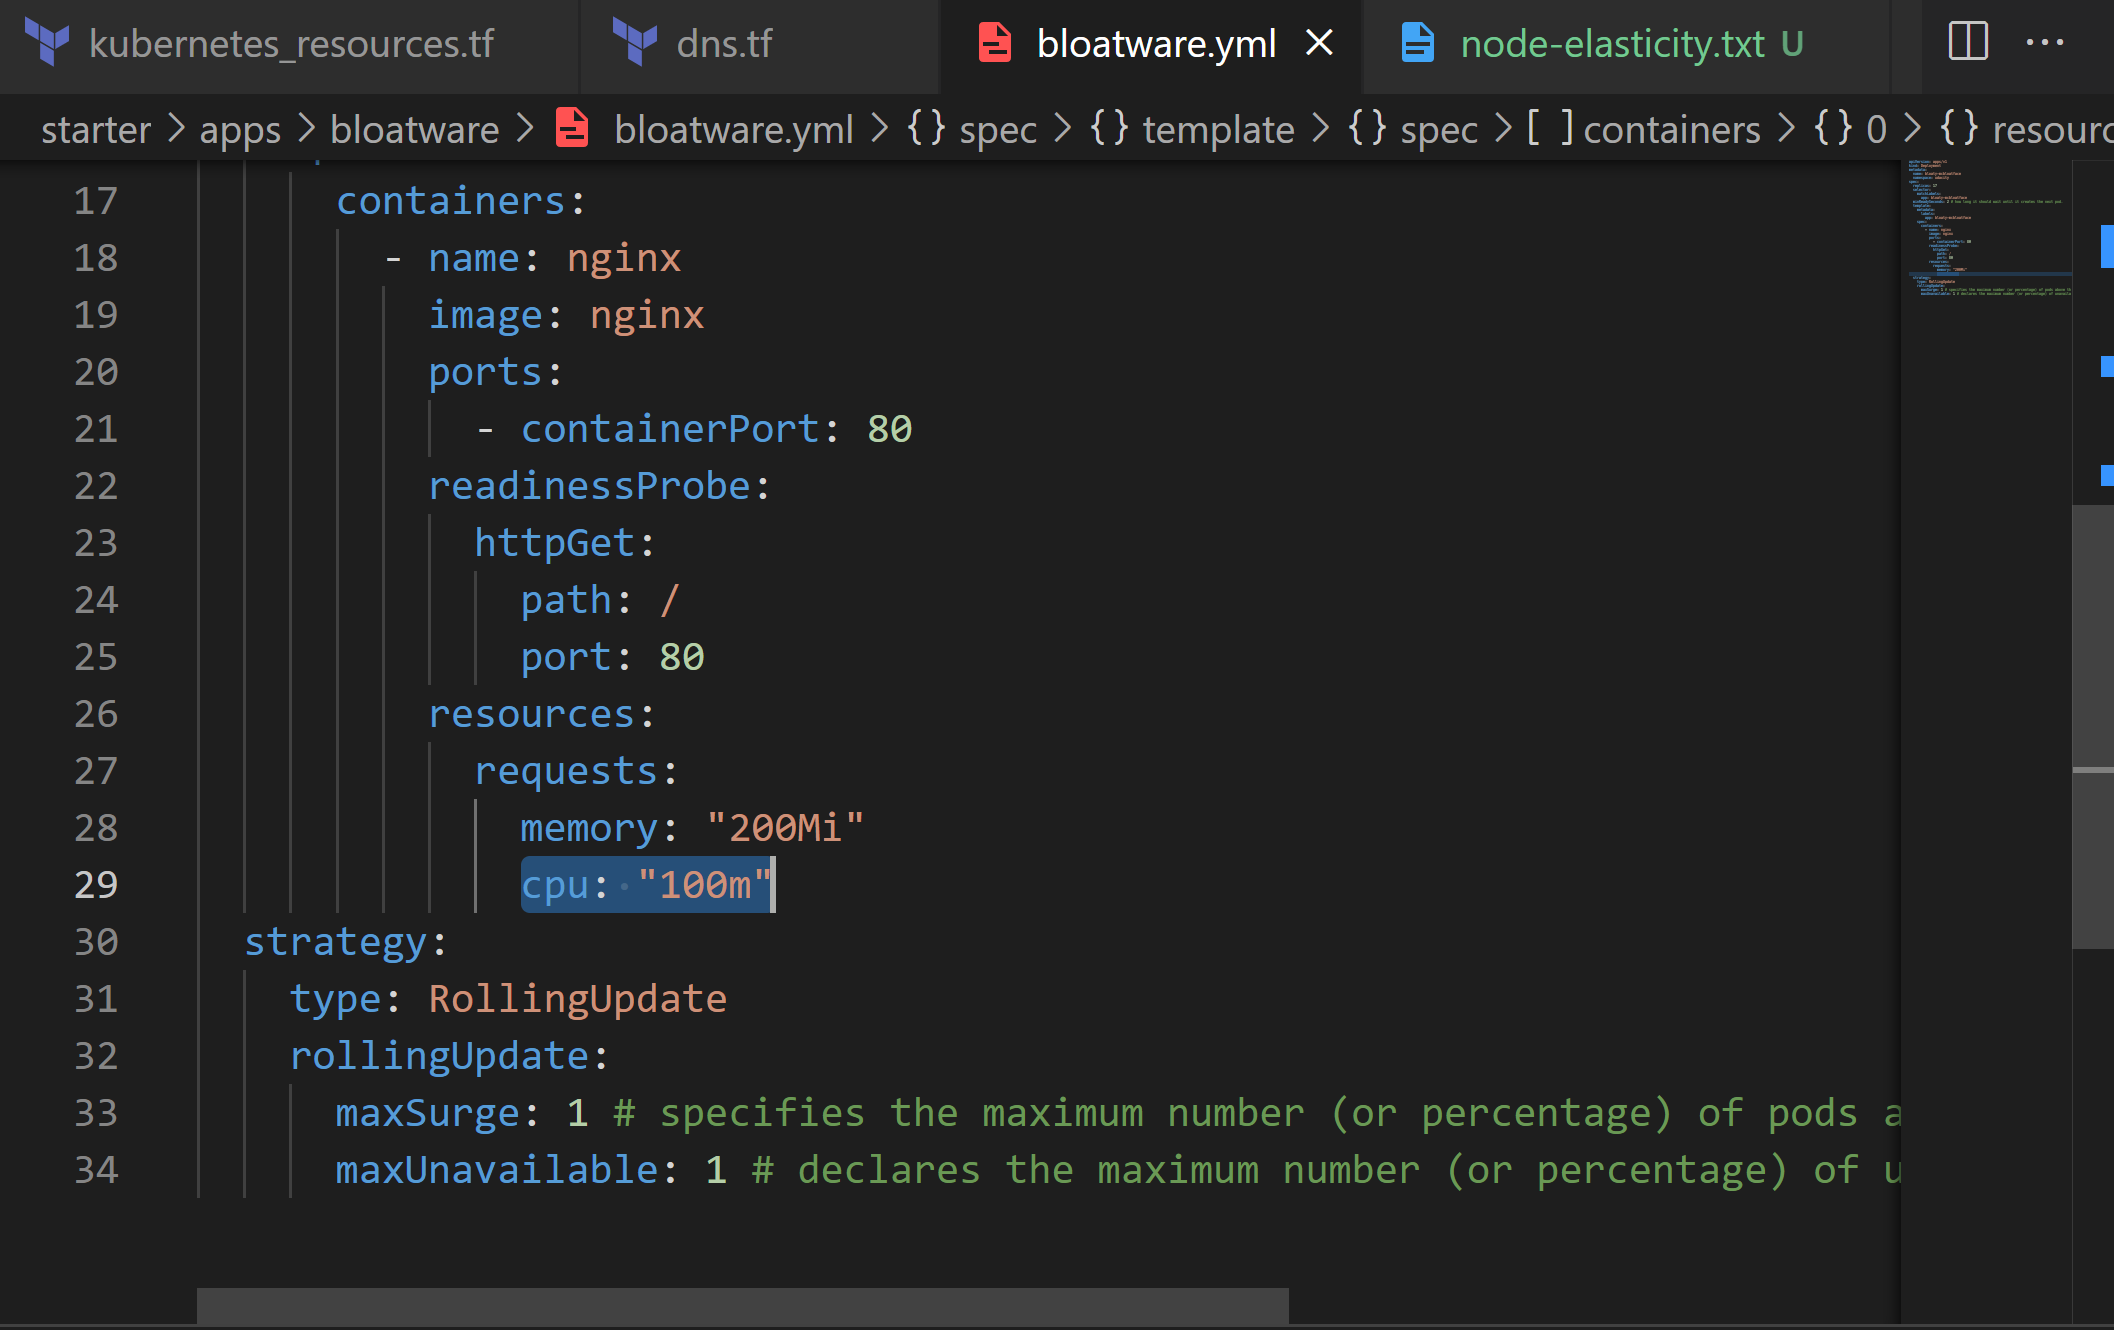 kubernetes_resources.tf dns.tf bloatware.yml node-elasticity.txt U
starter > apps > bloatware > bloatware.yml > {} spec > {} template > {} spec > [ ] containers > {} 0 > {} resourc
17 containers:
18 - name: nginx
19 image: nginx
20 ports:
21 - containerPort: 80
22 readinessProbe:
23 httpGet:
24 path: /
25 port: 80
26 resources:
27 requests:
28 memory: "200Mi"
29 cpu: "100m"
30 strategy:
31 type: RollingUpdate
32 rollingUpdate:
33 maxSurge: 1 # specifies the maximum number (or percentage) of pods a
34 maxUnavailable: 1 # declares the maximum number (or percentage) of u